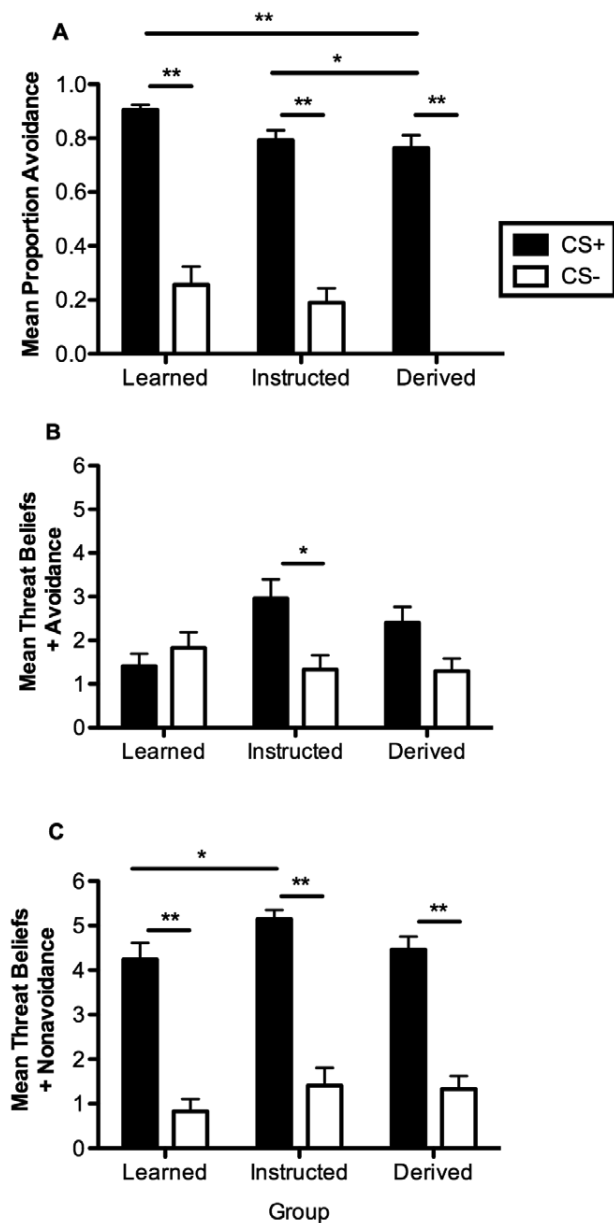 A
**
*
** ** **
Mean Proportion Avoidance
1.0
0.8
0.6
0.4
0.2
0.0
Learned Instructed Derived
CS+
CS-
B
Mean Threat Beliefs
+ Avoidance
6
5
4
3
2
1
0
*
Learned Instructed Derived
C
*
** ** **
Mean Threat Beliefs
+ Nonavoidance
6
5
4
3
2
1
0
Learned Instructed Derived
Group